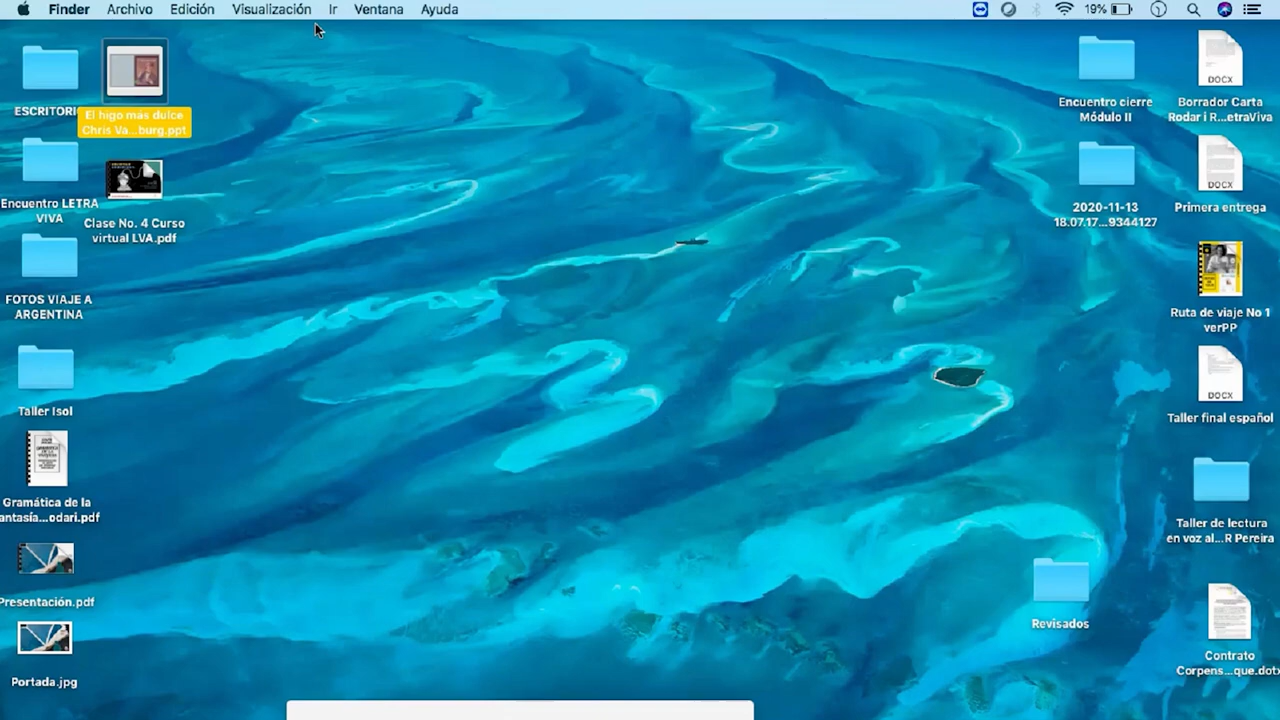 Finder Archivo Edición Visualización Ir Ventana Ayuda 19%
ESCRITORI
El higo mas dulce
Chris Va...burg.ppt
Encuentro LETRA
VIVA
Clase No. 4 Curso
virtual LVA.pdf
FOTOS VIAJE A
ARGENTINA
Taller Isol
Gramática de la
antasía...odari.pdf
Presentación.pdf
Portada.jpg
Encuentro cierre
Módulo II
2020-11-13
18.07.17...9344127
Revisados
DOCX
Borrador Carta
Rodar i R...etraViva
DOCX
Primera entrega
Ruta de viaje No 1
verPP
DOCX
Taller final español
Taller de lectura
en voz al...R Pereira
Contrato
Corpens...que.dotx